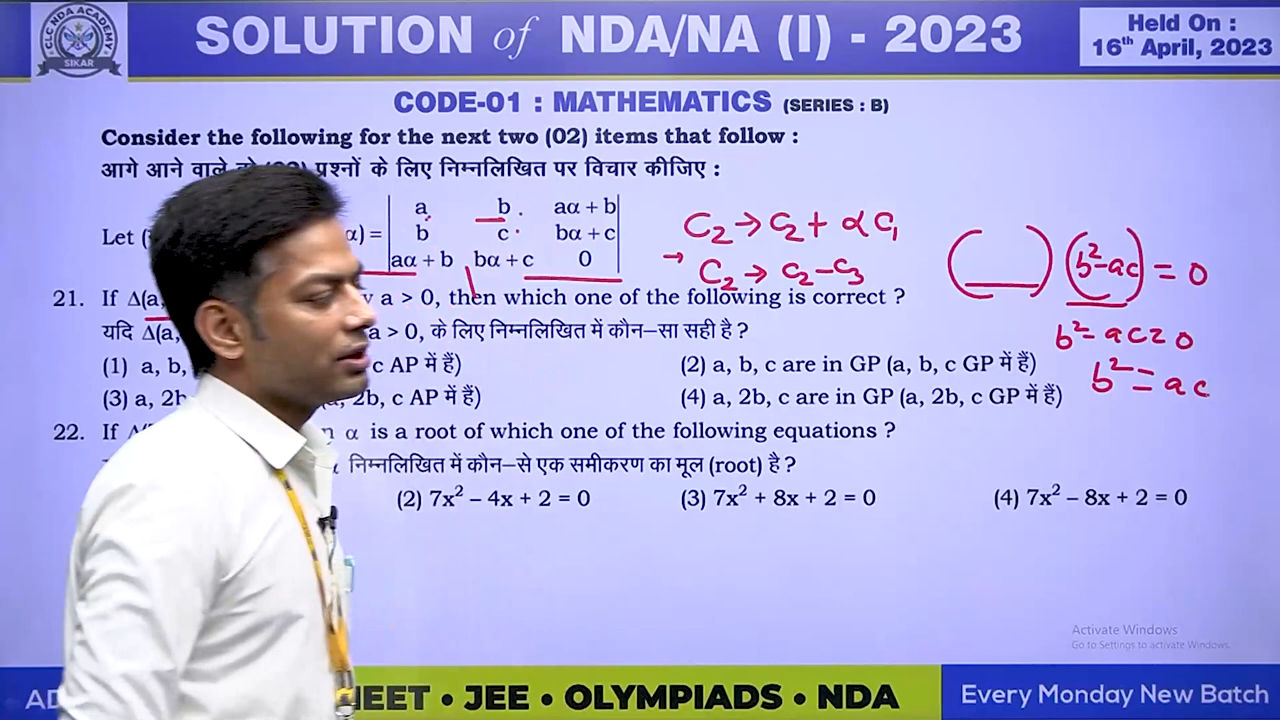 CLC NDA ACADEMY
SIKAR
SOLUTION of NDA/NA (I) - 2023
Held On :
16th April, 2023
CODE-01 : MATHEMATICS (SERIES : B)
Consider the following for the next two (02) items that follow :
आगे आने वाले प्रश्नों के लिए निम्नलिखित पर विचार कीजिए :
Let ( α) = | a b aα + b |
| b c bα + c |
| aα + b bα + c 0 |
C₂ → C₂ + αC₁
→ C₂ → C₂ – C₃
( ) (b² – ac) = 0
b² – ac = 0
b² = ac
21. If Δ(a, a > 0, then which one of the following is correct ?
यदि Δ(a, a > 0, के लिए निम्नलिखित में कौन–सा सही है ?
(1) a, b, c AP में हैं) (2) a, b, c are in GP (a, b, c GP में हैं)
(3) a, 2b, 2b, c AP में हैं) (4) a, 2b, c are in GP (a, 2b, c GP में हैं)
22. If α is a root of which one of the following equations ?
निम्नलिखित में कौन–से एक समीकरण का मूल (root) है ?
(2) 7x² – 4x + 2 = 0 (3) 7x² + 8x + 2 = 0 (4) 7x² – 8x + 2 = 0
Activate Windows
Go to Settings to activate Windows.
NEET • JEE • OLYMPIADS • NDA
Every Monday New Batch